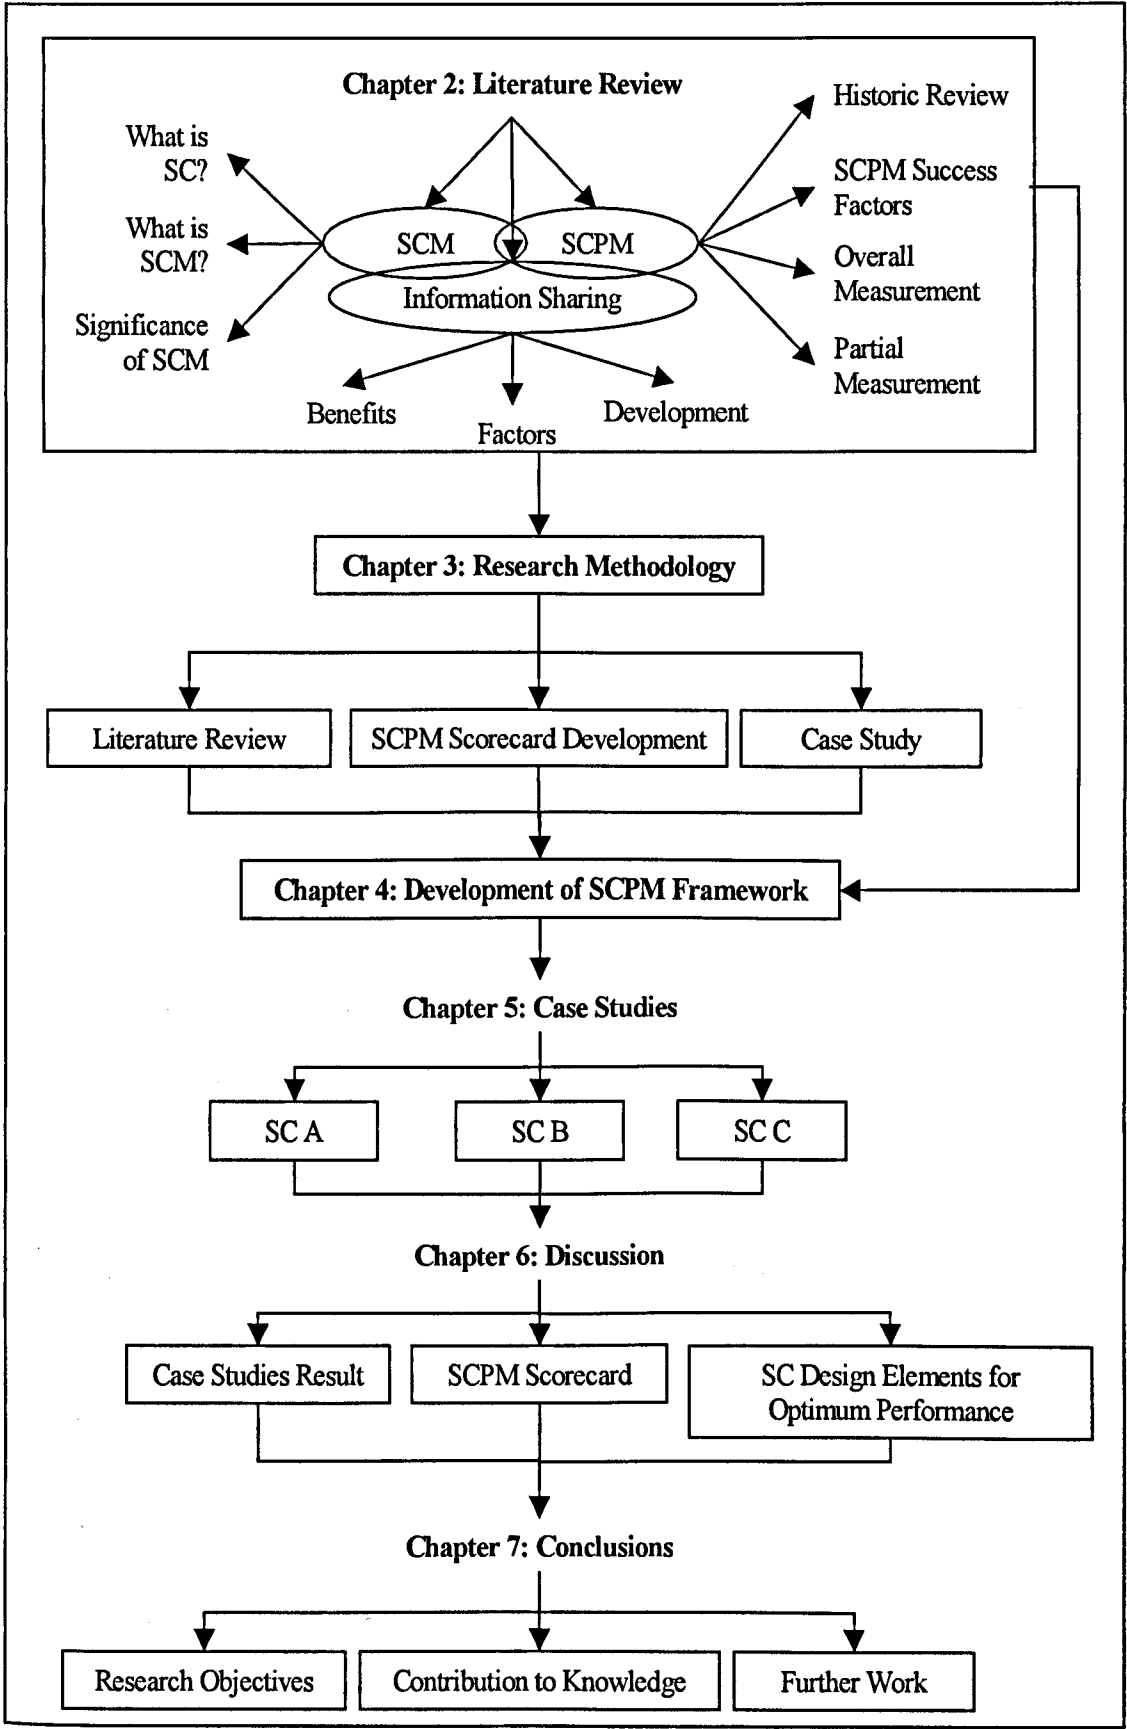 Chapter 2: Literature Review
What is
SC?
What is
SCM?
Significance
of SCM
SCM
SCPM
Information Sharing
Historic Review
SCPM Success
Factors
Overall
Measurement
Partial
Measurement
Benefits
Factors
Development
Chapter 3: Research Methodology
Literature Review
SCPM Scorecard Development
Case Study
Chapter 4: Development of SCPM Framework
Chapter 5: Case Studies
SC A
SC B
SC C
Chapter 6: Discussion
Case Studies Result
SCPM Scorecard
SC Design Elements for
Optimum Performance
Chapter 7: Conclusions
Research Objectives
Contribution to Knowledge
Further Work